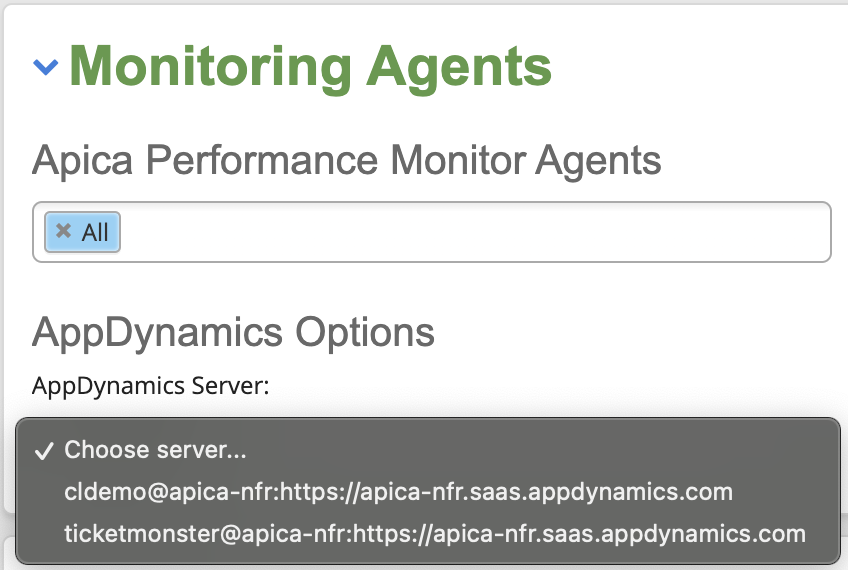 Monitoring Agents
Apica Performance Monitor Agents
All
AppDynamics Options
AppDynamics Server:
Choose server...
cldemo@apica-nfr:https://apica-nfr.saas.appdynamics.com
ticketmonster@apica-nfr:https://apica-nfr.saas.appdynamics.com